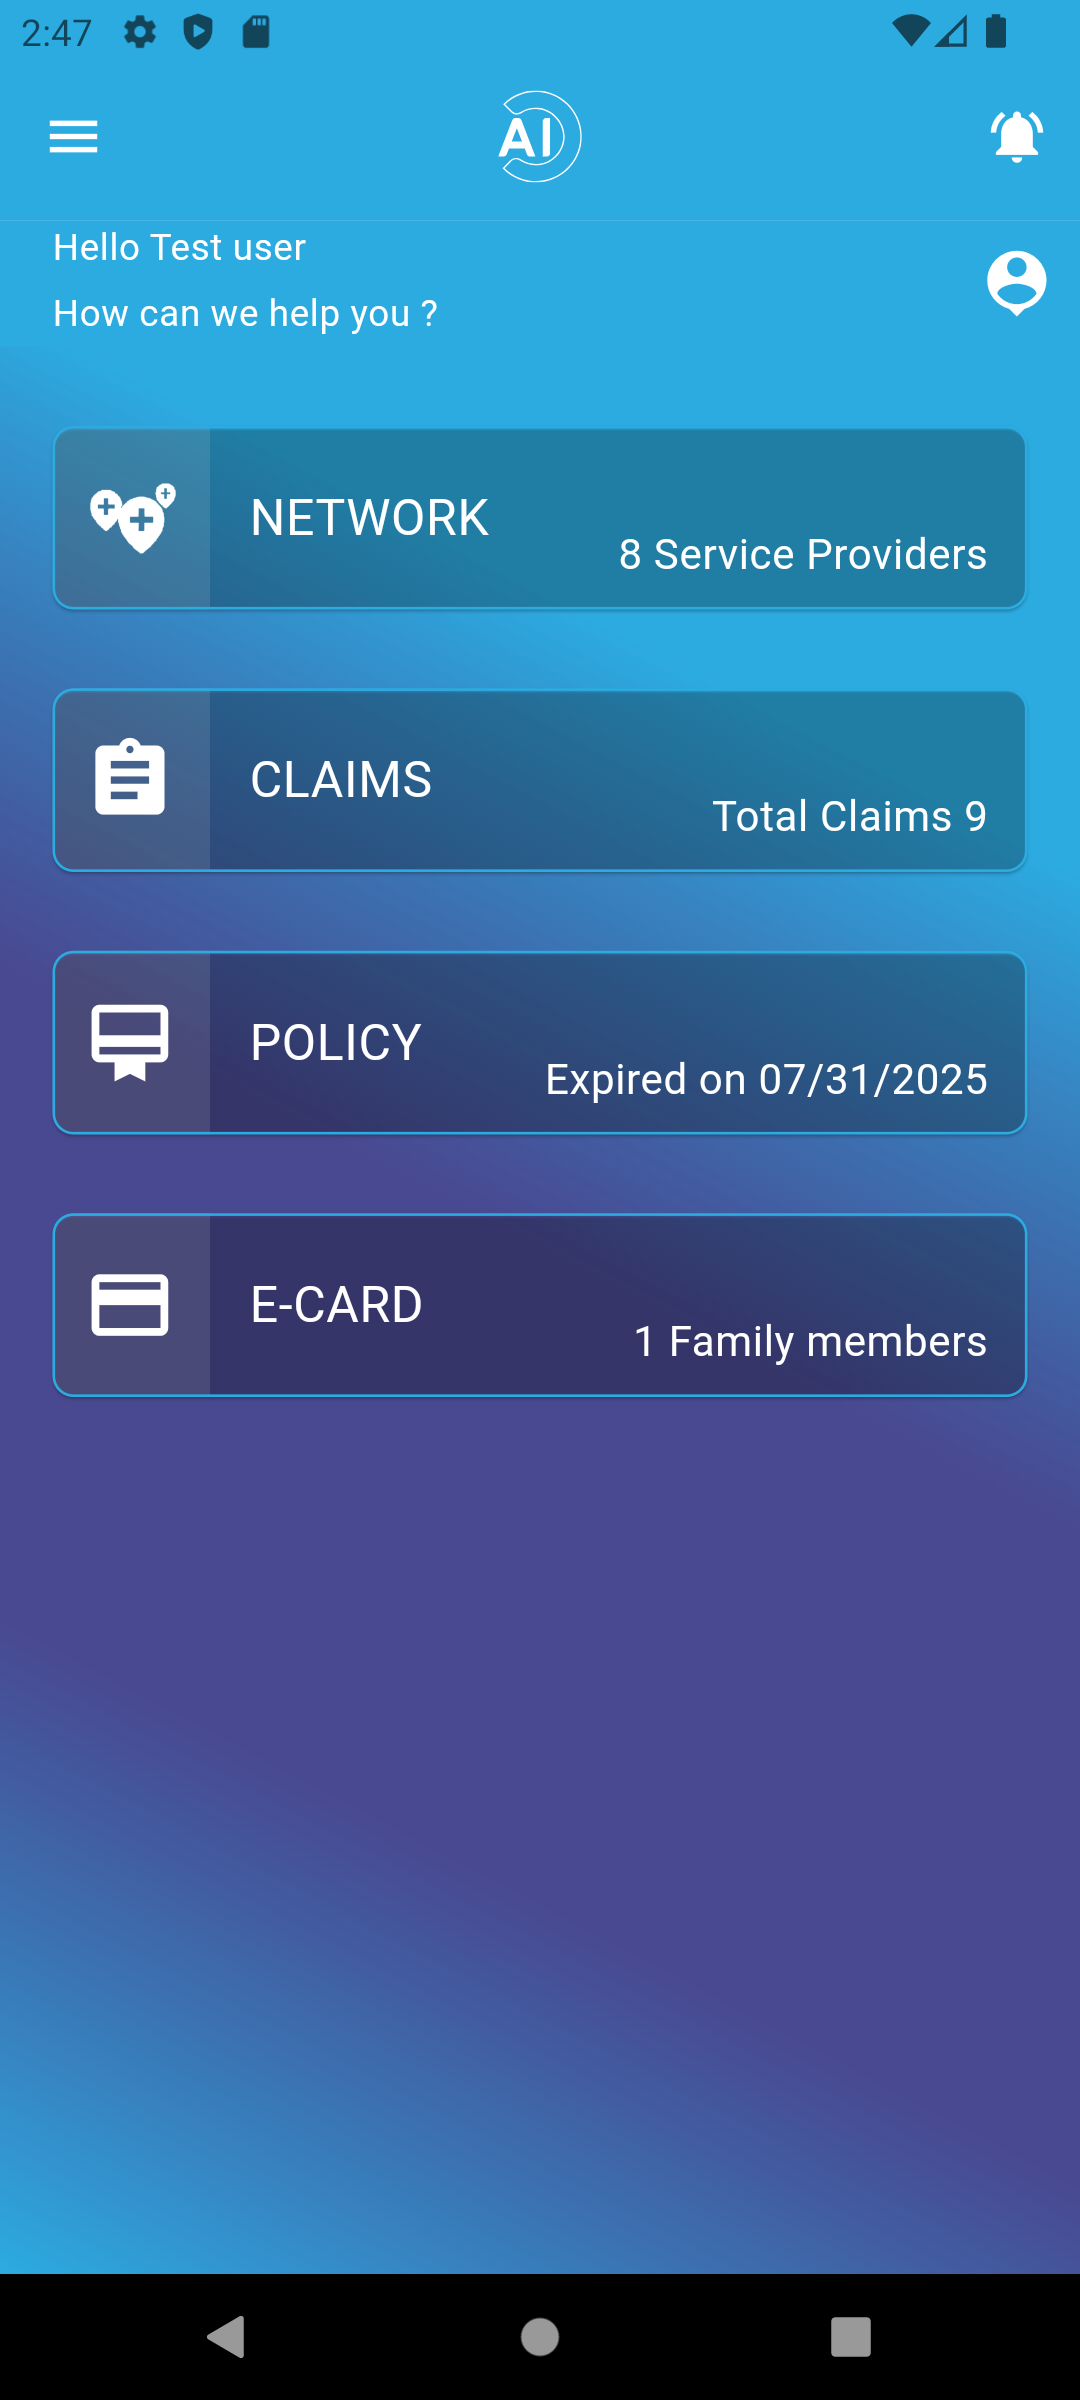 2:47
AI
Hello Test user
How can we help you ?
NETWORK
8 Service Providers
CLAIMS
Total Claims 9
POLICY
Expired on 07/31/2025
E-CARD
1 Family members